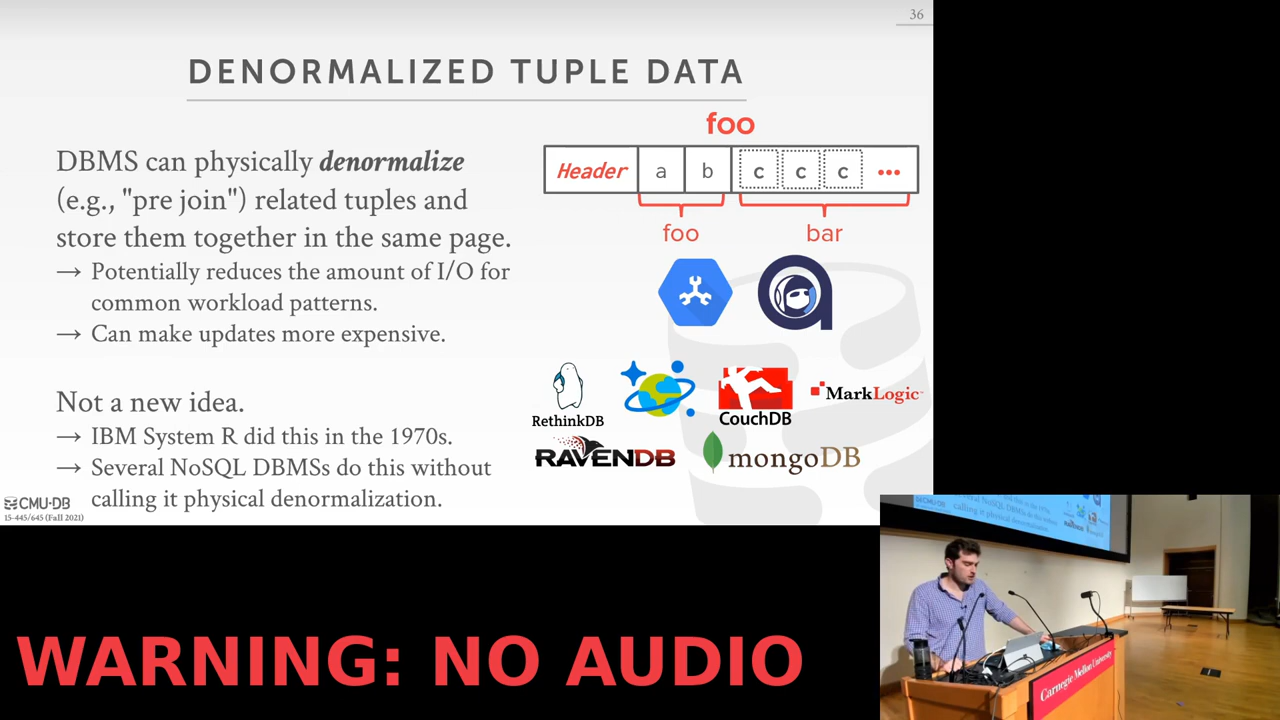 36
DENORMALIZED TUPLE DATA
DBMS can physically denormalize
(e.g., "pre join") related tuples and
store them together in the same page.
→ Potentially reduces the amount of I/O for
common workload patterns.
→ Can make updates more expensive.
Not a new idea.
→ IBM System R did this in the 1970s.
→ Several NoSQL DBMSs do this without
calling it physical denormalization.
foo
Header a b c c c •••
foo bar
RethinkDB
CouchDB
MarkLogic
RAVENDB
mongoDB
CMU·DB
15-445/645 (Fall 2021)
calling it physical denormalization.
Carnegie Mellon University
WARNING: NO AUDIO